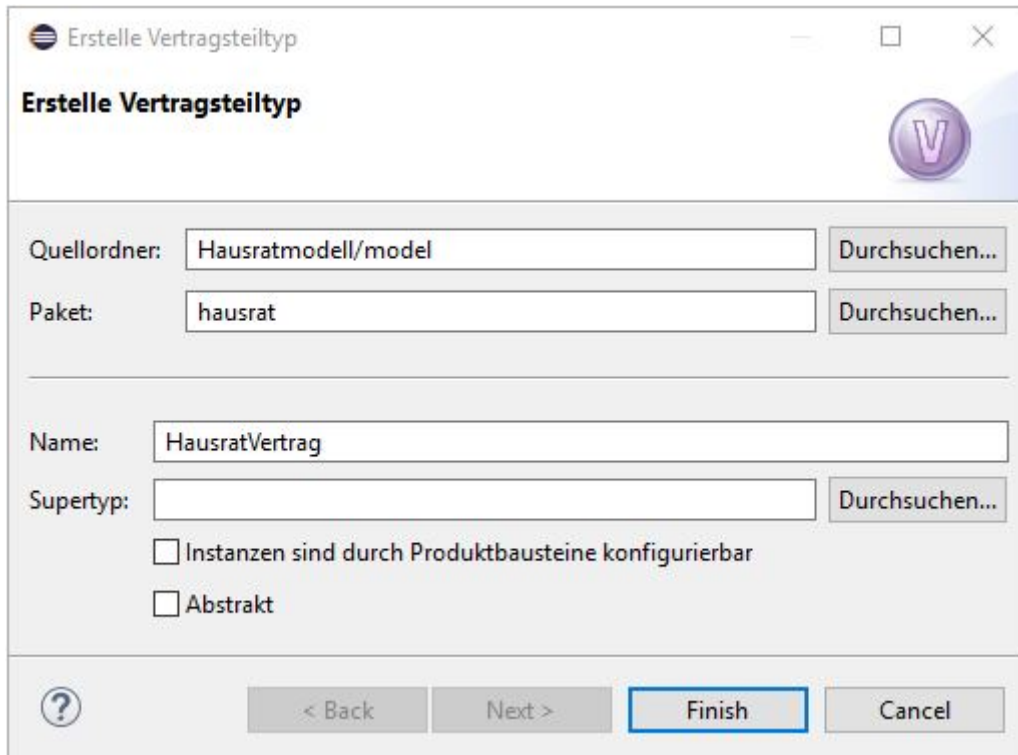 Erstelle Vertragsteiltyp
Erstelle Vertragsteiltyp
V
Quellordner: Hausratmodell/model Durchsuchen...
Paket: hausrat Durchsuchen...
Name: HausratVertrag
Supertyp: Durchsuchen...
Instanzen sind durch Produktbausteine konfigurierbar
Abstrakt
? < Back Next > Finish Cancel